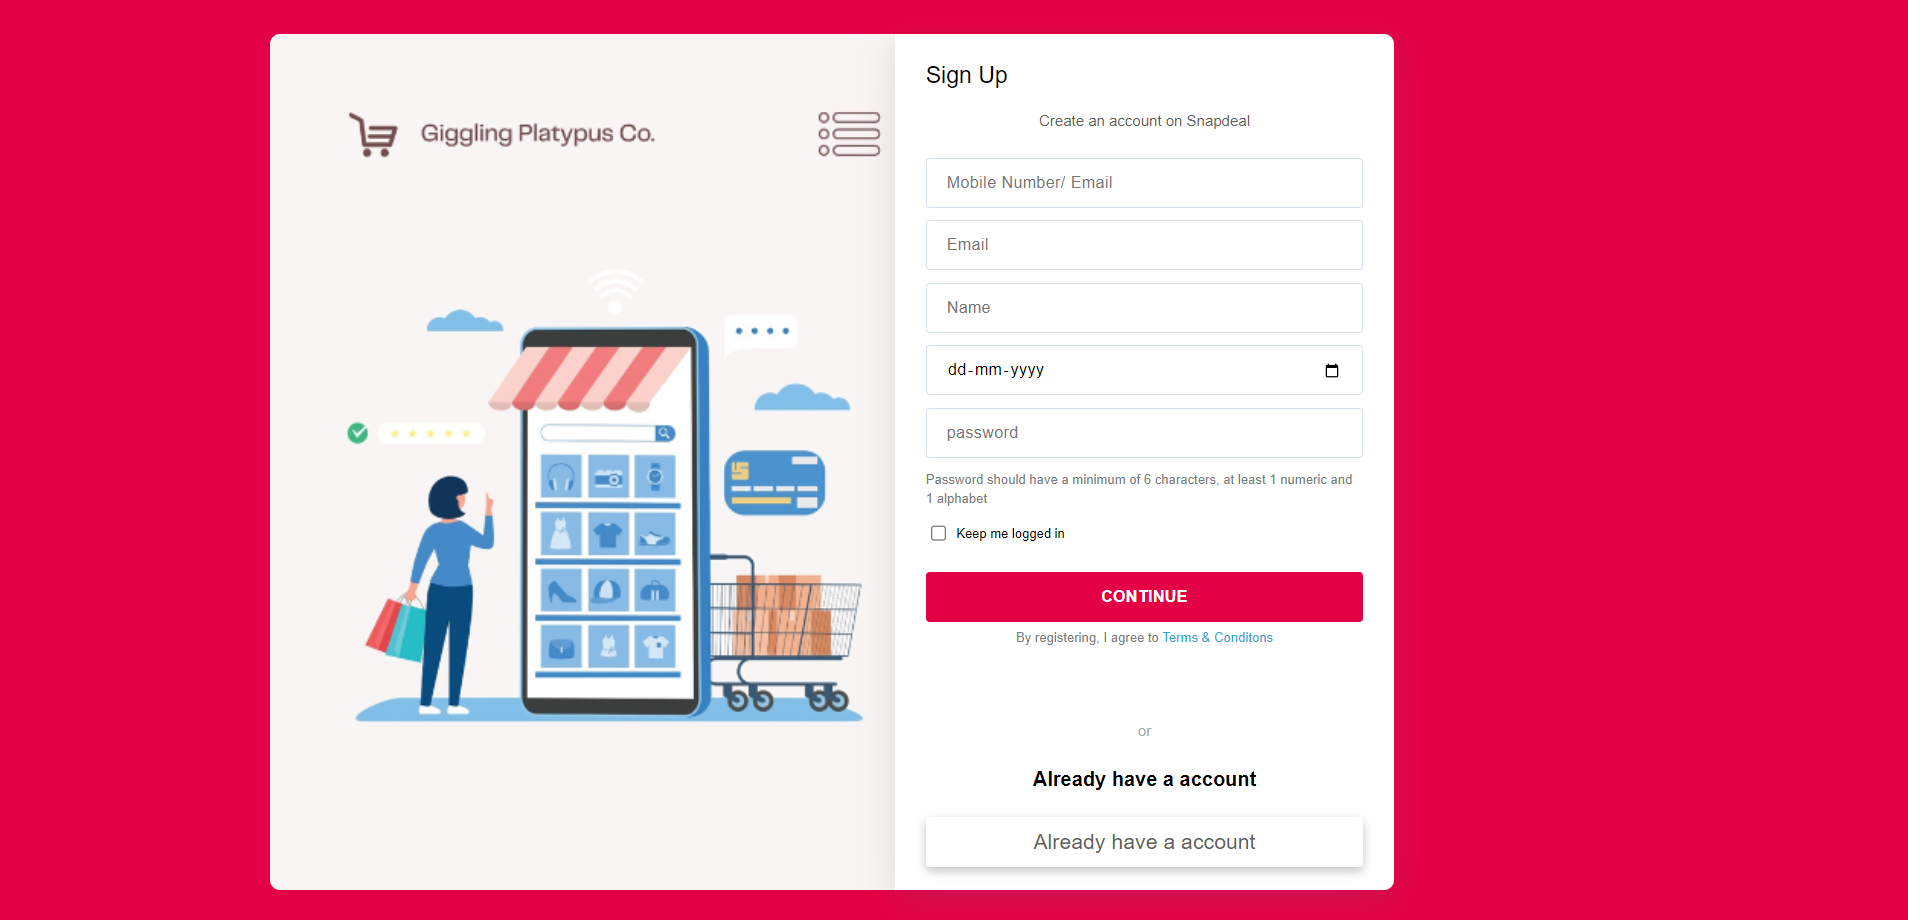 Giggling Platypus Co.
Sign Up
Create an account on Snapdeal
Mobile Number/ Email
Email
Name
dd-mm-yyyy
password
Password should have a minimum of 6 characters, at least 1 numeric and
1 alphabet
Keep me logged in
CONTINUE
By registering, I agree to Terms & Conditons
or
Already have a account
Already have a account